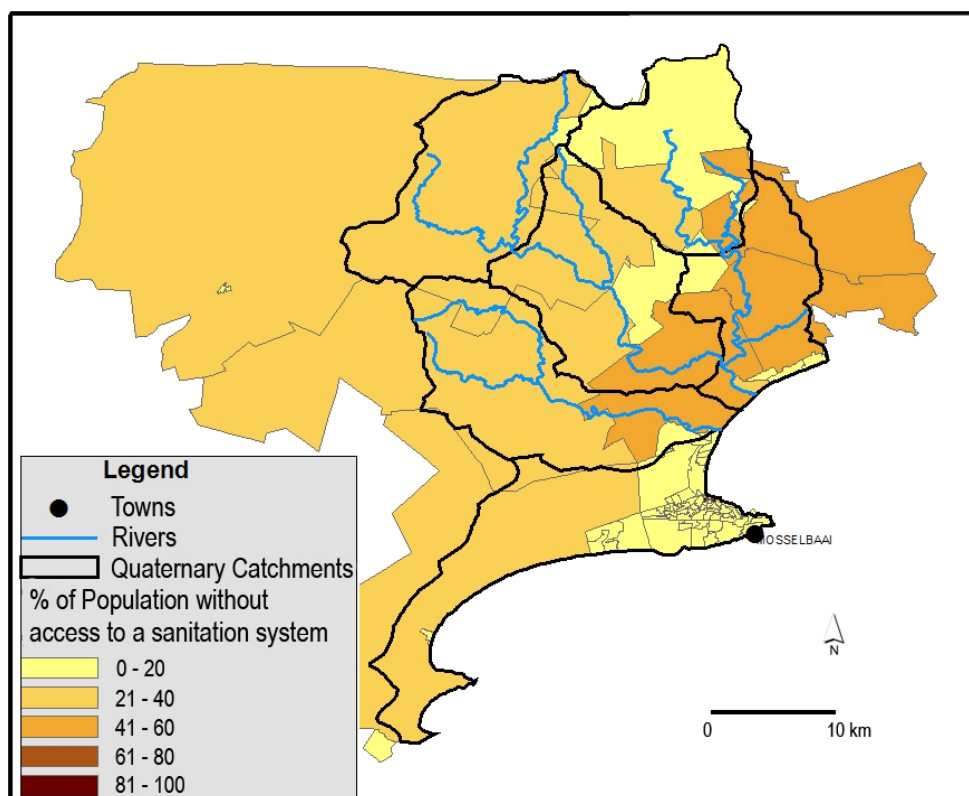 MOSSELBAAI
Legend
Towns
Rivers
Quaternary Catchments
% of Population without
access to a sanitation system
0 - 20
21 - 40
41 - 60
61 - 80
81 - 100
N
0 10 km